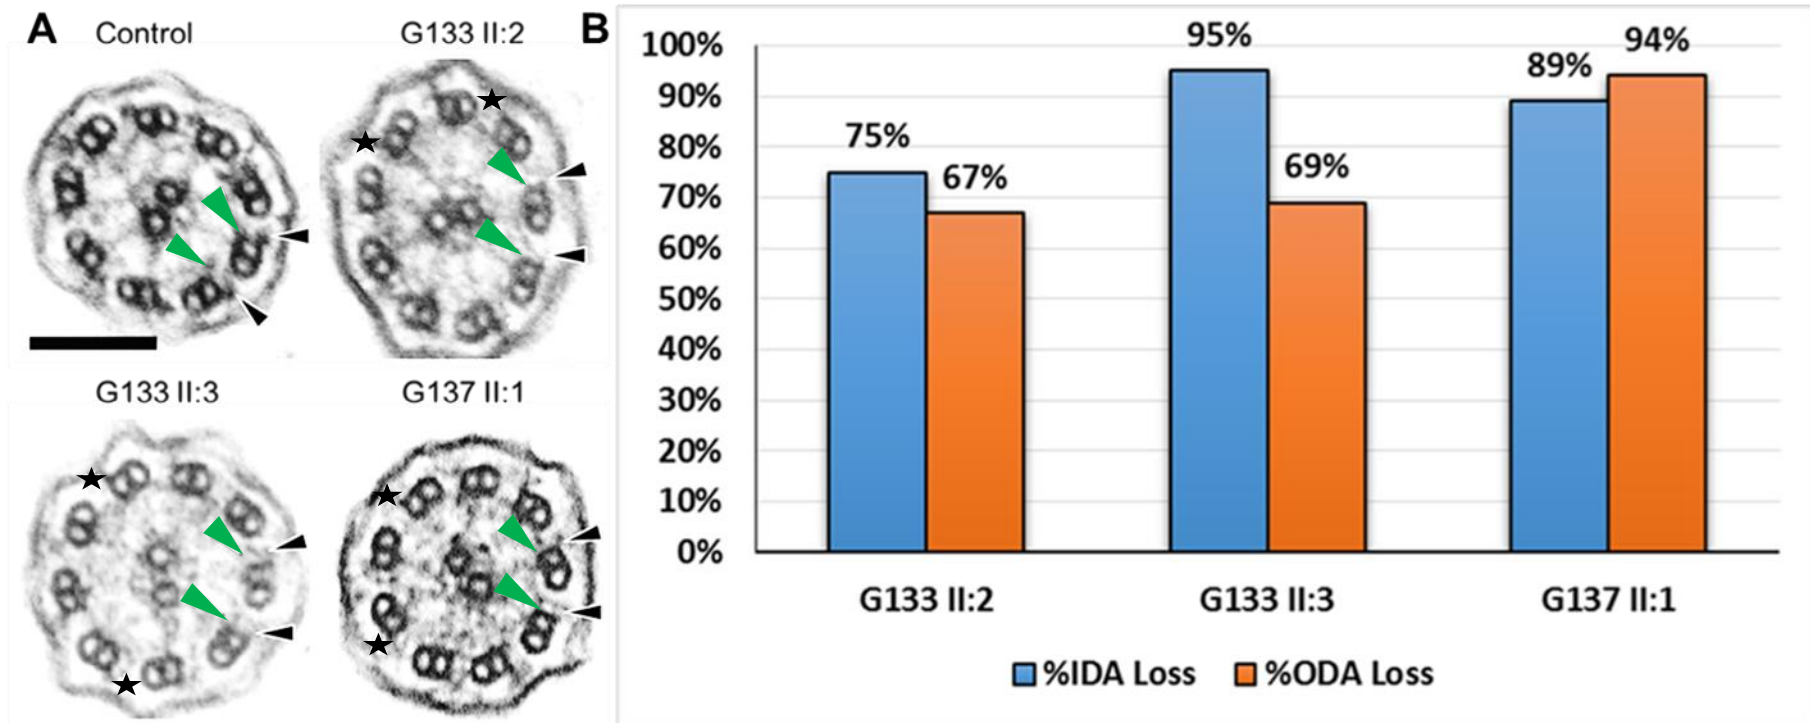 A
Control
G133 II:2
G133 II:3
G137 II:1
B
100%
90%
80%
70%
60%
50%
40%
30%
20%
10%
0%
75%
67%
95%
69%
89%
94%
G133 II:2
G133 II:3
G137 II:1
%IDA Loss
%ODA Loss